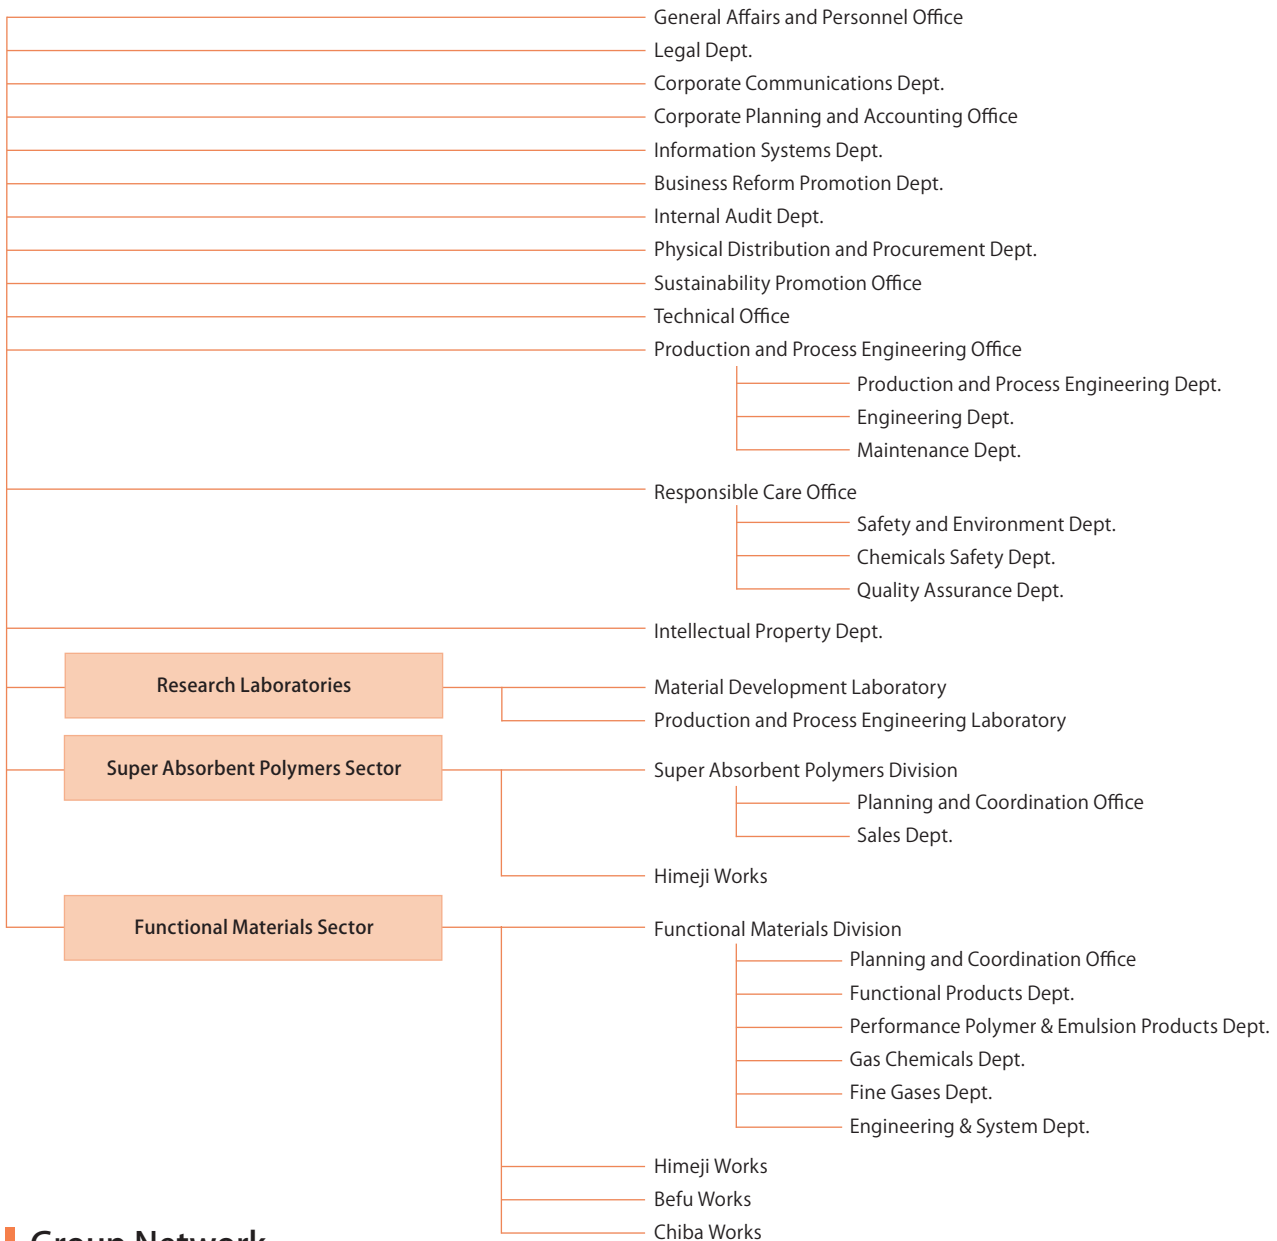 General Affairs and Personnel Office
Legal Dept.
Corporate Communications Dept.
Corporate Planning and Accounting Office
Information Systems Dept.
Business Reform Promotion Dept.
Internal Audit Dept.
Physical Distribution and Procurement Dept.
Sustainability Promotion Office
Technical Office
Production and Process Engineering Office
Production and Process Engineering Dept.
Engineering Dept.
Maintenance Dept.
Responsible Care Office
Safety and Environment Dept.
Chemicals Safety Dept.
Quality Assurance Dept.
Intellectual Property Dept.
Research Laboratories
Material Development Laboratory
Production and Process Engineering Laboratory
Super Absorbent Polymers Sector
Super Absorbent Polymers Division
Planning and Coordination Office
Sales Dept.
Himeji Works
Functional Materials Sector
Functional Materials Division
Planning and Coordination Office
Functional Products Dept.
Performance Polymer & Emulsion Products Dept.
Gas Chemicals Dept.
Fine Gases Dept.
Engineering & System Dept.
Himeji Works
Befu Works
Chiba Works
Group Network